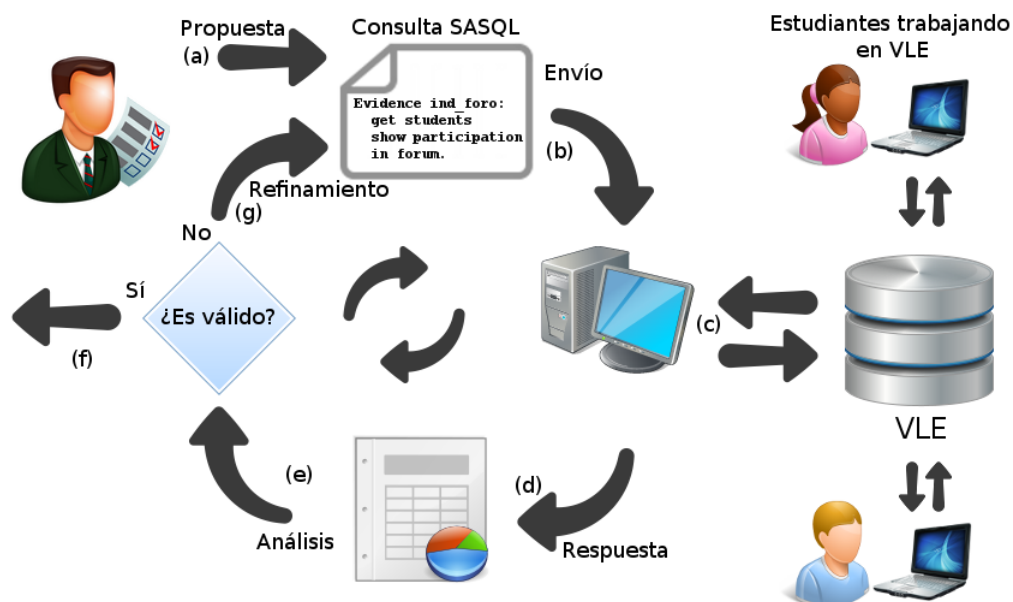 Propuesta
(a)
Consulta SASQL
Evidence ind_foro:
get students
show participation
in forum.
Envío
(b)
Estudiantes trabajando
en VLE
Refinamiento
(g)
No
Sí
¿Es válido?
(f)
(c)
VLE
(e)
Análisis
(d)
Respuesta